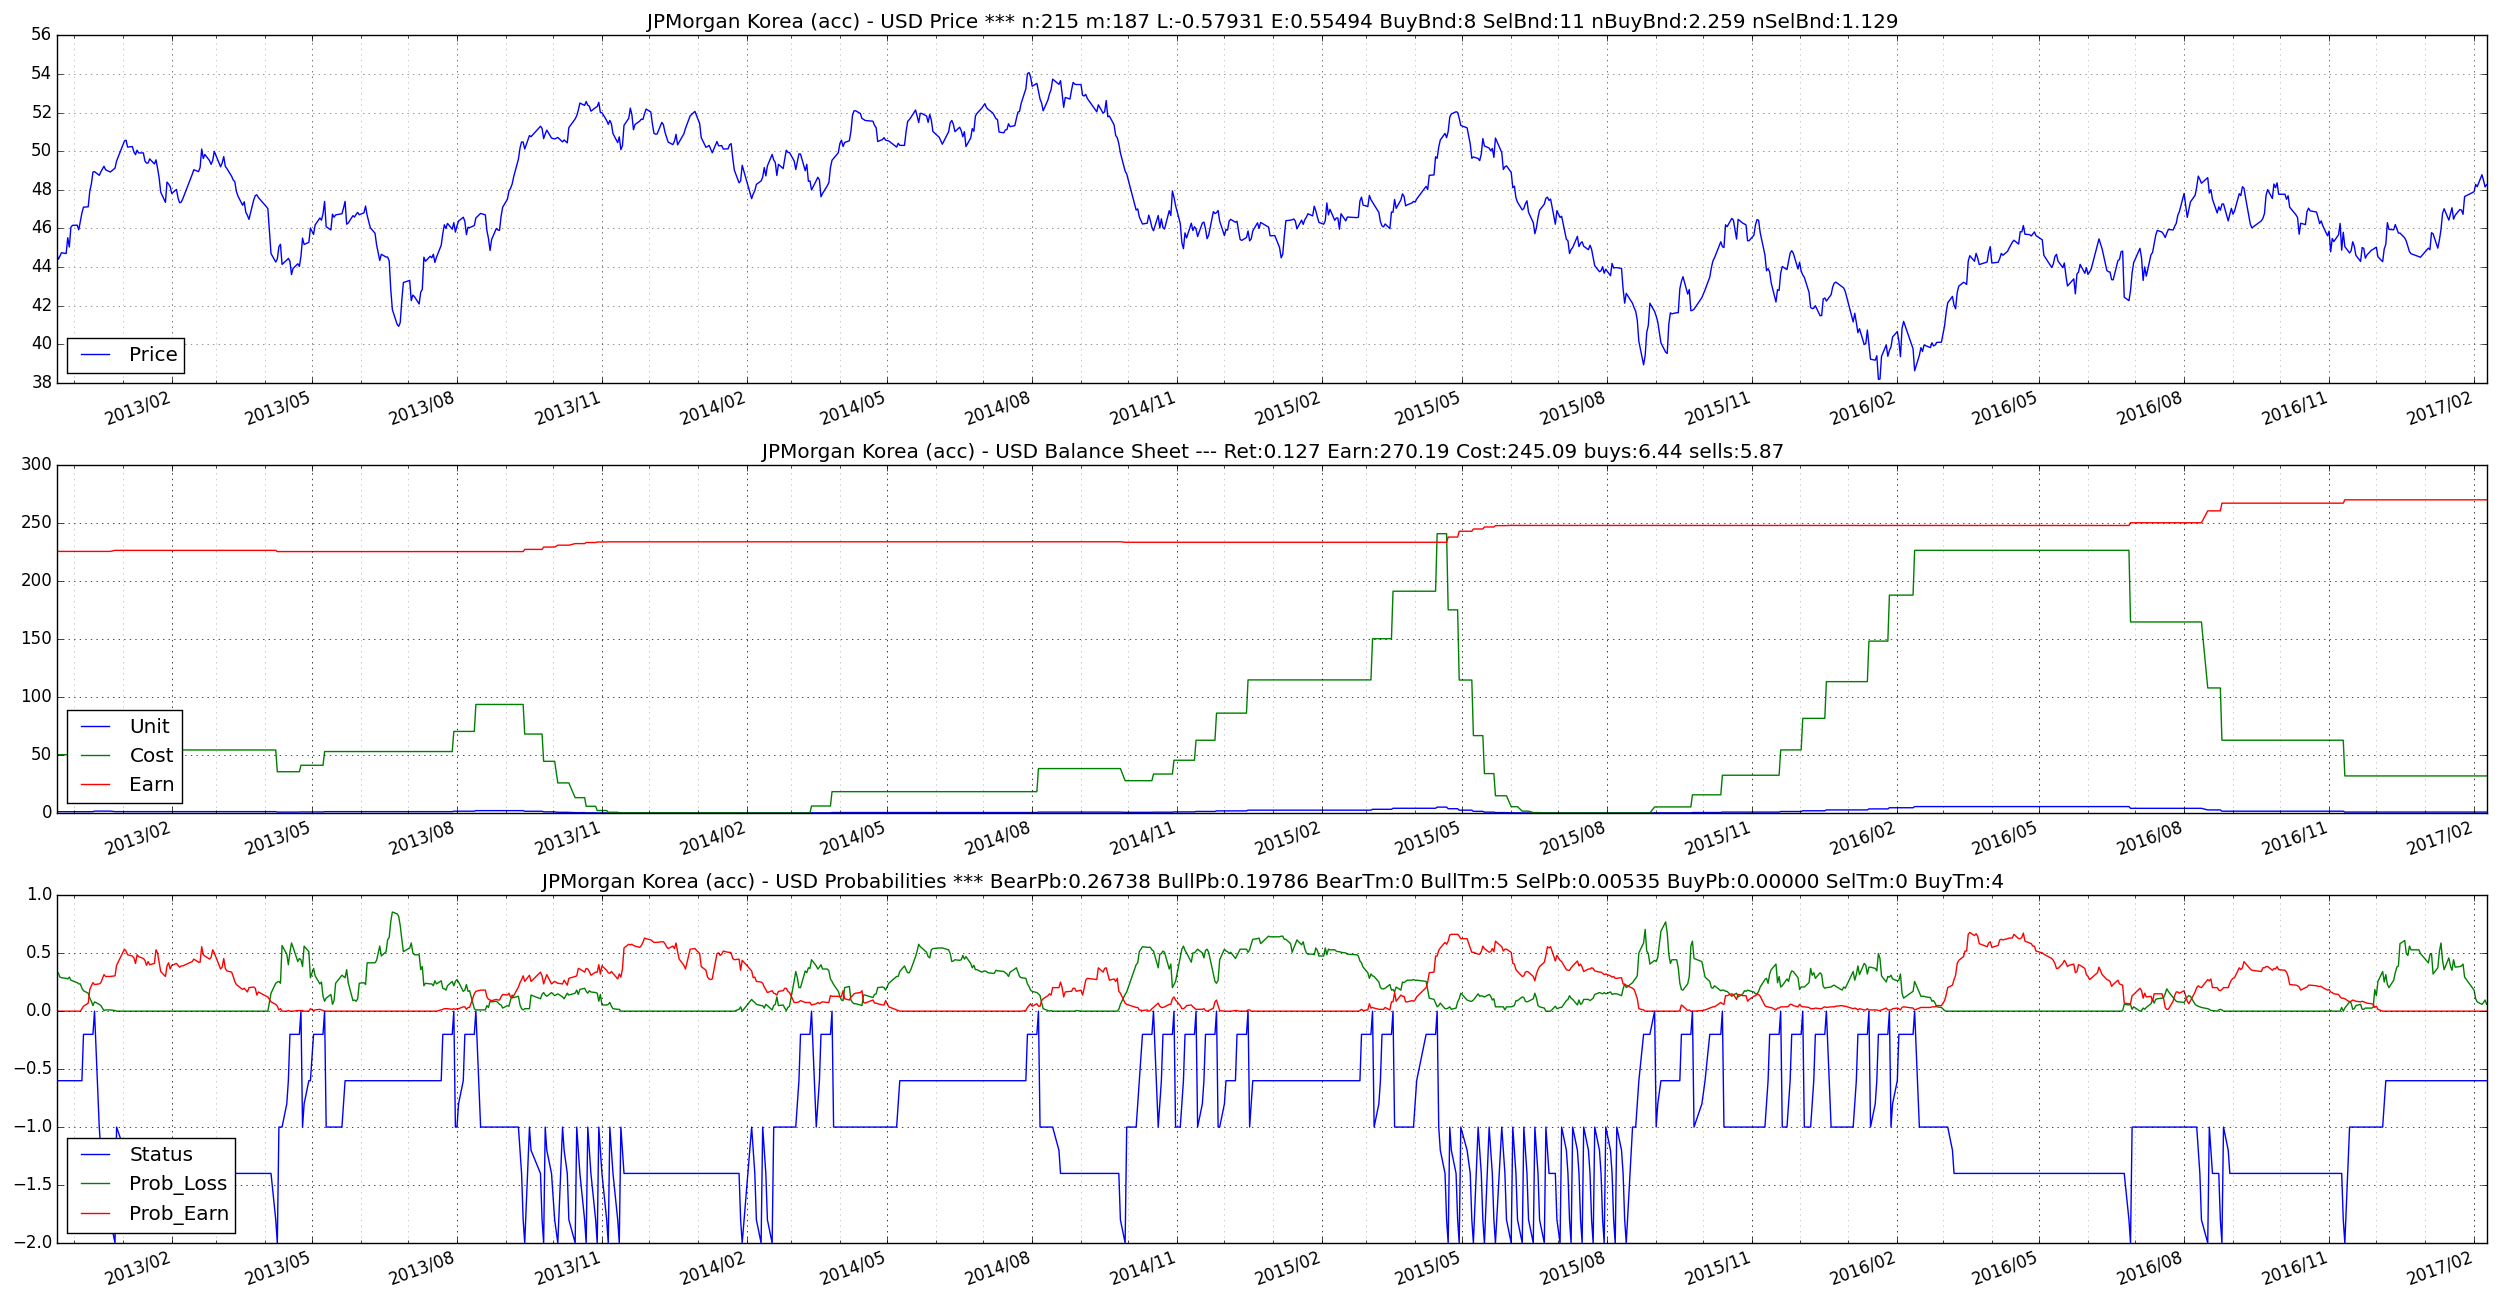 JPMorgan Korea (acc) - USD Price *** n:215 m:187 L:-0.57931 E:0.55494 BuyBnd:8 SelBnd:11 nBuyBnd:2.259 nSelBnd:1.129
56
54
52
50
48
46
44
42
40
38
Price
2013/02 2013/05 2013/08 2013/11 2014/02 2014/05 2014/08 2014/11 2015/02 2015/05 2015/08 2015/11 2016/02 2016/05 2016/08 2016/11 2017/02
JPMorgan Korea (acc) - USD Balance Sheet --- Ret:0.127 Earn:270.19 Cost:245.09 buys:6.44 sells:5.87
300
250
200
150
100
50
0
Unit
Cost
Earn
2013/02 2013/05 2013/08 2013/11 2014/02 2014/05 2014/08 2014/11 2015/02 2015/05 2015/08 2015/11 2016/02 2016/05 2016/08 2016/11 2017/02
JPMorgan Korea (acc) - USD Probabilities *** BearPb:0.26738 BullPb:0.19786 BearTm:0 BullTm:5 SelPb:0.00535 BuyPb:0.00000 SelTm:0 BuyTm:4
1.0
0.5
0.0
−0.5
−1.0
−1.5
−2.0
Status
Prob_Loss
Prob_Earn
2013/02 2013/05 2013/08 2013/11 2014/02 2014/05 2014/08 2014/11 2015/02 2015/05 2015/08 2015/11 2016/02 2016/05 2016/08 2016/11 2017/02